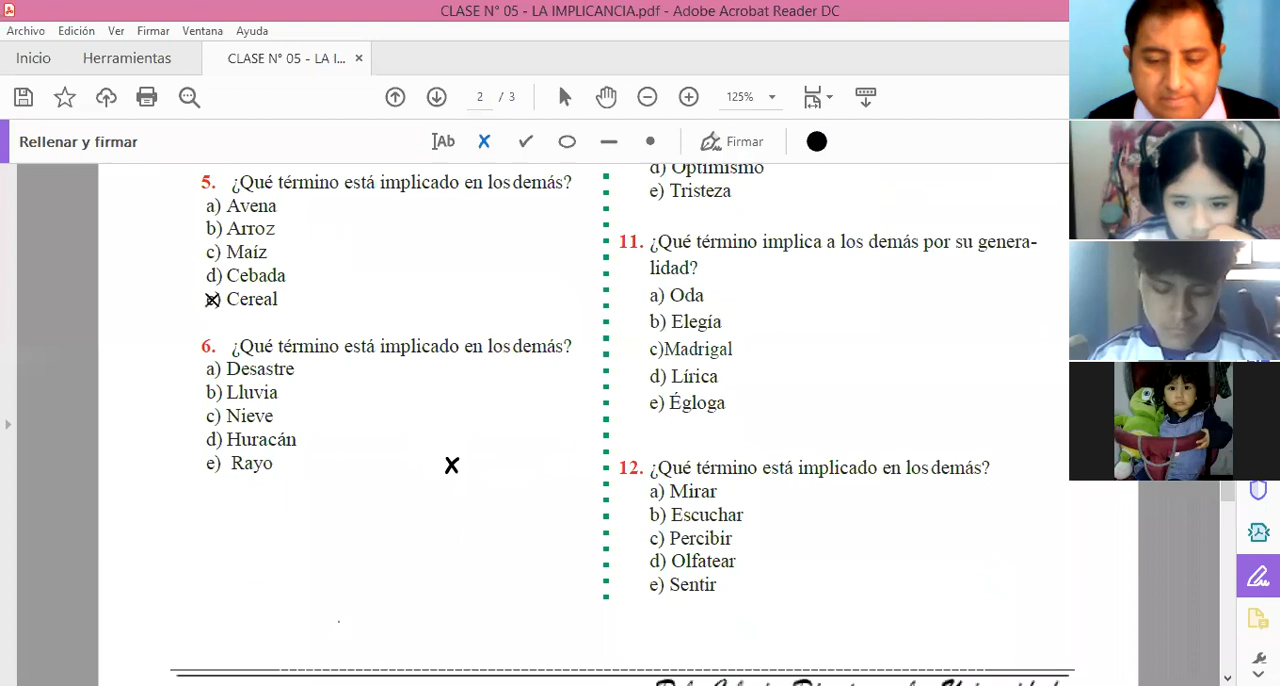 CLASE N° 05 - LA IMPLICANCIA.pdf - Adobe Acrobat Reader DC
Archivo Edición Ver Firmar Ventana Ayuda
Inicio Herramientas CLASE N° 05 - LA I... ×
2 / 3 125%
Rellenar y firmar Ab Firmar
5. ¿Qué término está implicado en los demás?
a) Avena
b) Arroz
c) Maíz
d) Cebada
e) Cereal
6. ¿Qué término está implicado en los demás?
a) Desastre
b) Lluvia
c) Nieve
d) Huracán
e) Rayo
d) Optimismo
e) Tristeza
11. ¿Qué término implica a los demás por su genera-
lidad?
a) Oda
b) Elegía
c)Madrigal
d) Lírica
e) Égloga
12. ¿Qué término está implicado en los demás?
a) Mirar
b) Escuchar
c) Percibir
d) Olfatear
e) Sentir